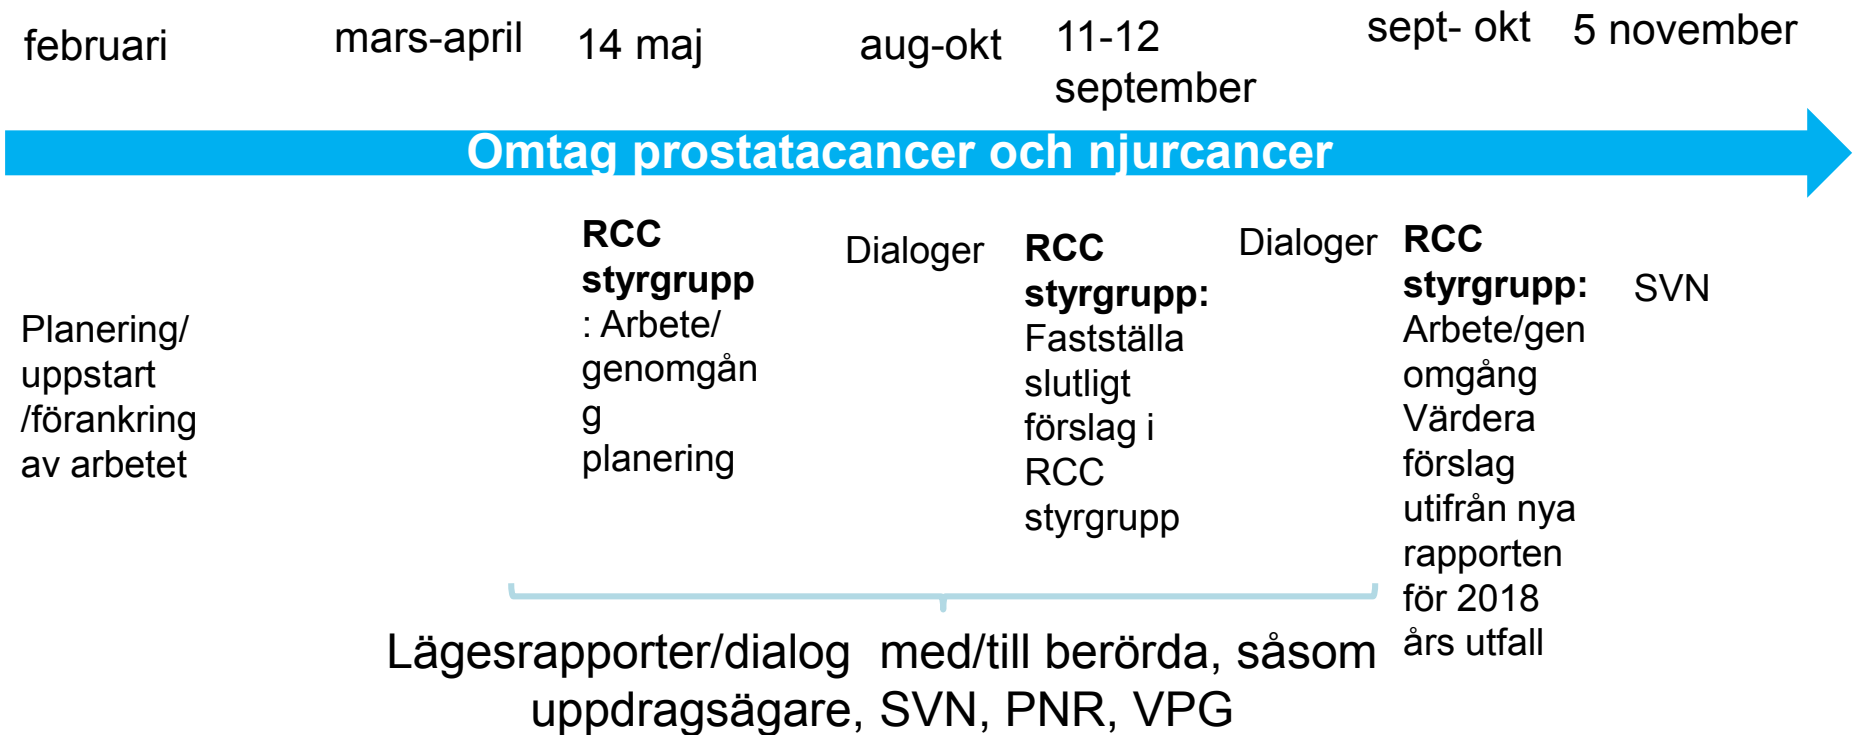 februari
mars-april
14 maj
aug-okt
11-12
september
sept- okt
5 november
Omtag prostatacancer och njurcancer
Planering/
uppstart
/förankring
av arbetet
RCC
styrgrupp
: Arbete/
genomgån
g
planering
Dialoger
RCC
styrgrupp:
Fastställa
slutligt
förslag i
RCC
styrgrupp
Dialoger
RCC
styrgrupp:
Arbete/gen
omgång
Värdera
förslag
utifrån nya
rapporten
för 2018
års utfall
SVN
Lägesrapporter/dialog  med/till berörda, såsom
uppdragsägare, SVN, PNR, VPG